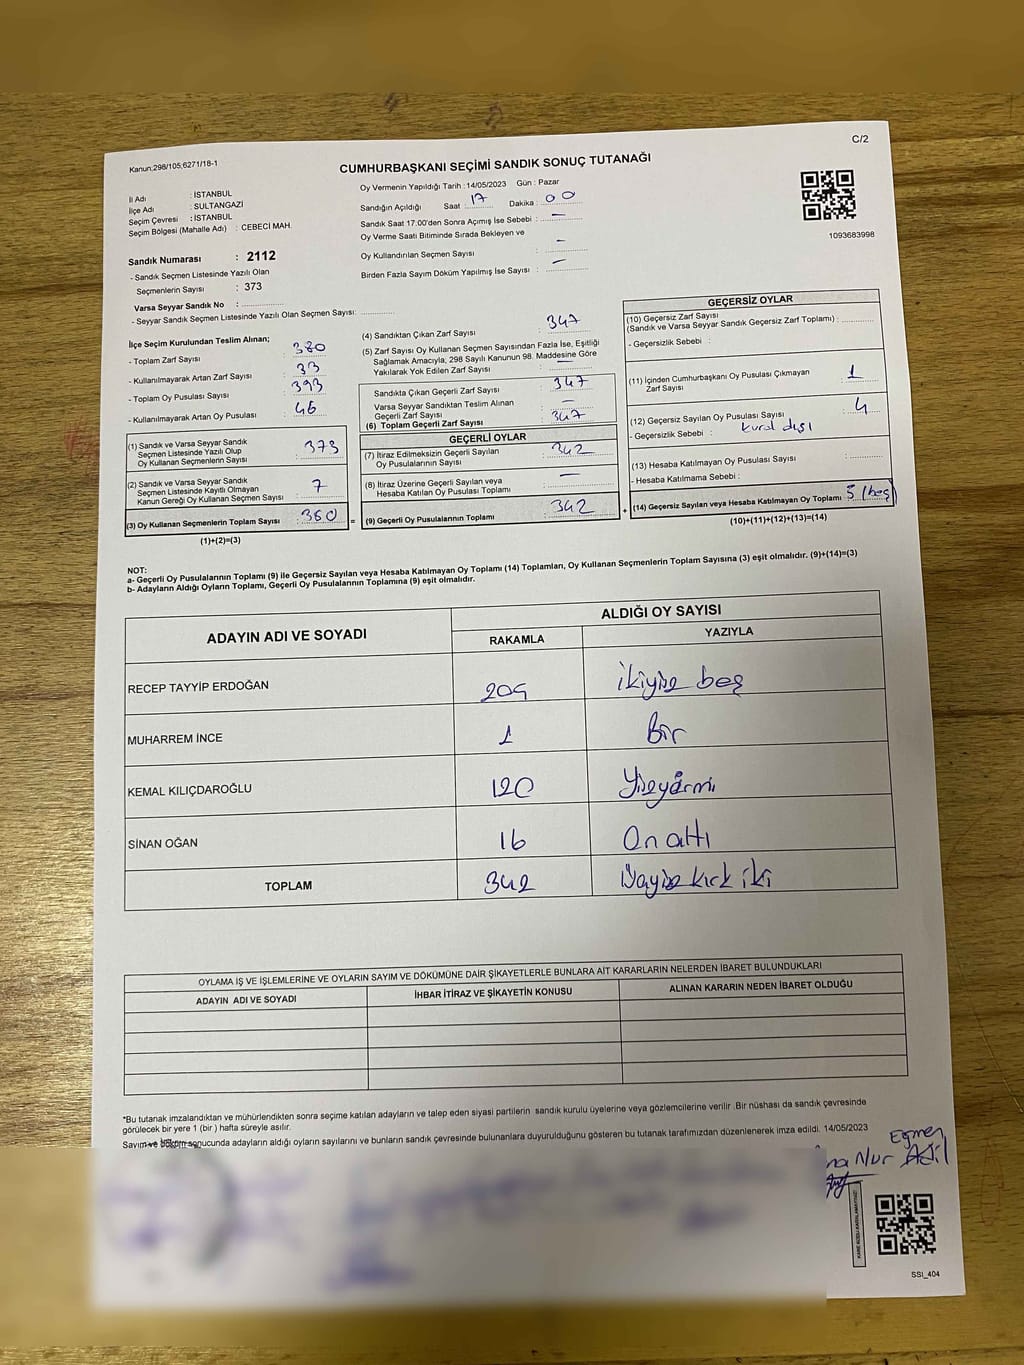 C/2
Kanun:298/105;6271/18-1
CUMHURBAŞKANI SEÇİMİ SANDIK SONUÇ TUTANAĞI
İl Adı : İSTANBUL
İlçe Adı : SULTANGAZİ
Seçim Çevresi : İSTANBUL
Seçim Bölgesi (Mahalle Adı) : CEBECİ MAH.
Sandık Numarası : 2112
- Sandık Seçmen Listesinde Yazılı Olan
Seçmenlerin Sayısı : 373
Varsa Seyyar Sandık No :
- Seyyar Sandık Seçmen Listesinde Yazılı Olan Seçmen Sayısı:
Oy Vermenin Yapıldığı Tarih : 14/05/2023 Gün : Pazar
Sandığın Açıldığı Saat : 17 Dakika : 00
Sandık Saat 17:00'den Sonra Açımış İse Sebebi : —
Oy Verme Saati Bitiminde Sırada Bekleyen ve
Oy Kullandırılan Seçmen Sayısı : —
Birden Fazla Sayım Döküm Yapılmış İse Sayısı : —
1093683998
İlçe Seçim Kurulundan Teslim Alınan;
- Toplam Zarf Sayısı : 380
- Kullanılmayarak Artan Zarf Sayısı : 33
- Toplam Oy Pusulası Sayısı : 393
- Kullanılmayarak Artan Oy Pusulası : 46
(1) Sandık ve Varsa Seyyar Sandık
Seçmen Listesinde Yazılı Olup
Oy Kullanan Seçmenlerin Sayısı : 373
(2) Sandık ve Varsa Seyyar Sandık
Seçmen Listesinde Kayıtlı Olmayan
Kanun Gereği Oy Kullanan Seçmen Sayısı : 7
(3) Oy Kullanan Seçmenlerin Toplam Sayısı : 360
(1)+(2)=(3)
(4) Sandıktan Çıkan Zarf Sayısı : 347
(5) Zarf Sayısı Oy Kullanan Seçmen Sayısından Fazla İse, Eşitliği
Sağlamak Amacıyla, 298 Sayılı Kanunun 98. Maddesine Göre
Yakılarak Yok Edilen Zarf Sayısı : —
Sandıkta Çıkan Geçerli Zarf Sayısı : 347
Varsa Seyyar Sandıktan Teslim Alınan
Geçerli Zarf Sayısı : —
(6) Toplam Geçerli Zarf Sayısı : 347
GEÇERLİ OYLAR
(7) İtiraz Edilmeksizin Geçerli Sayılan
Oy Pusulalarının Sayısı : 342
(8) İtiraz Üzerine Geçerli Sayılan veya
Hesaba Katılan Oy Pusulası Toplamı : —
= (9) Geçerli Oy Pusulalarının Toplamı : 342
GEÇERSİZ OYLAR
(10) Geçersiz Zarf Sayısı
(Sandık ve Varsa Seyyar Sandık Geçersiz Zarf Toplamı) :
- Geçersizlik Sebebi :
(11) İçinden Cumhurbaşkanı Oy Pusulası Çıkmayan
Zarf Sayısı : 1
(12) Geçersiz Sayılan Oy Pusulası Sayısı : 4
- Geçersizlik Sebebi : kural dışı
(13) Hesaba Katılmayan Oy Pusulası Sayısı :
- Hesaba Katılmama Sebebi :
+ (14) Geçersiz Sayılan veya Hesaba Katılmayan Oy Toplamı 5 (beş)
(10)+(11)+(12)+(13)=(14)
NOT:
a- Geçerli Oy Pusulalarının Toplamı (9) ile Geçersiz Sayılan veya Hesaba Katılmayan Oy Toplamı (14) Toplamları, Oy Kullanan Seçmenlerin Toplam Sayısına (3) eşit olmalıdır. (9)+(14)=(3)
b- Adayların Aldığı Oyların Toplamı, Geçerli Oy Pusulalarının Toplamına (9) eşit olmalıdır.
ADAYIN ADI VE SOYADI
ALDIĞI OY SAYISI
RAKAMLA YAZIYLA
RECEP TAYYİP ERDOĞAN 205 ikiyüz beş
MUHARREM İNCE 1 Bir
KEMAL KILIÇDAROĞLU 120 Yüzyirmi
SİNAN OĞAN 16 On altı
TOPLAM 342 Üçyüz kırk iki
OYLAMA İŞ VE İŞLEMLERİNE VE OYLARIN SAYIM VE DÖKÜMÜNE DAİR ŞİKAYETLERLE BUNLARA AİT KARARLARIN NELERDEN İBARET BULUNDUKLARI
ADAYIN ADI VE SOYADI İHBAR İTİRAZ VE ŞİKAYETİN KONUSU ALINAN KARARIN NEDEN İBARET OLDUĞU
*Bu tutanak imzalandıktan ve mühürlendikten sonra seçime katılan adayların ve talep eden siyasi partilerin sandık kurulu üyelerine veya gözlemcilerine verilir .Bir nüshası da sandık çevresinde
görülecek bir yere 1 (bir ) hafta süreyle asılır.
Sayım ve döküm sonucunda adayların aldığı oyların sayılarını ve bunların sandık çevresinde bulunanlara duyurulduğunu gösteren bu tutanak tarafımızdan düzenlenerek imza edildi. 14/05/2023
Nur
SSI_404